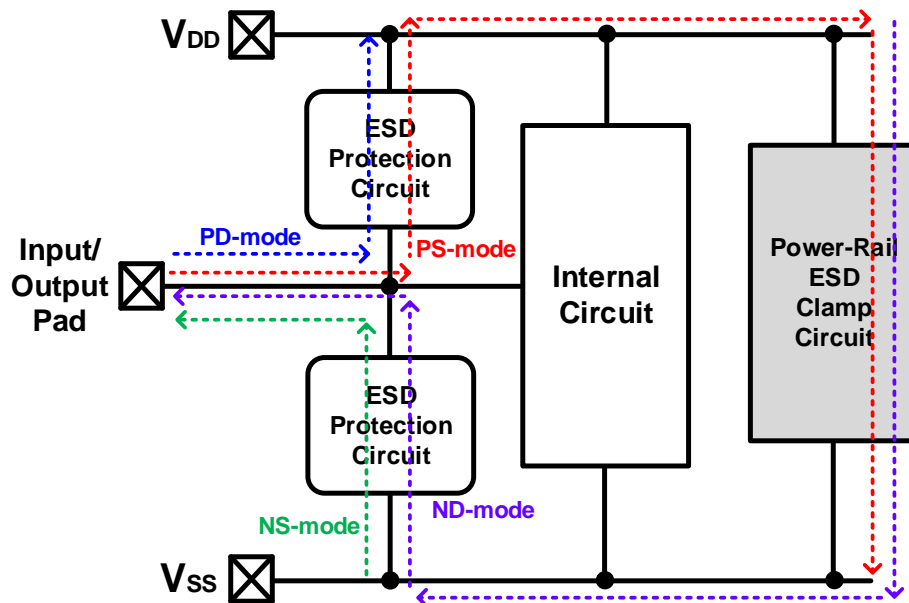 VDD
ESD
Protection
Circuit
PD-mode
PS-mode
Input/
Output
Pad
Internal
Circuit
Power-Rail
ESD
Clamp
Circuit
ESD
Protection
Circuit
NS-mode
ND-mode
VSS